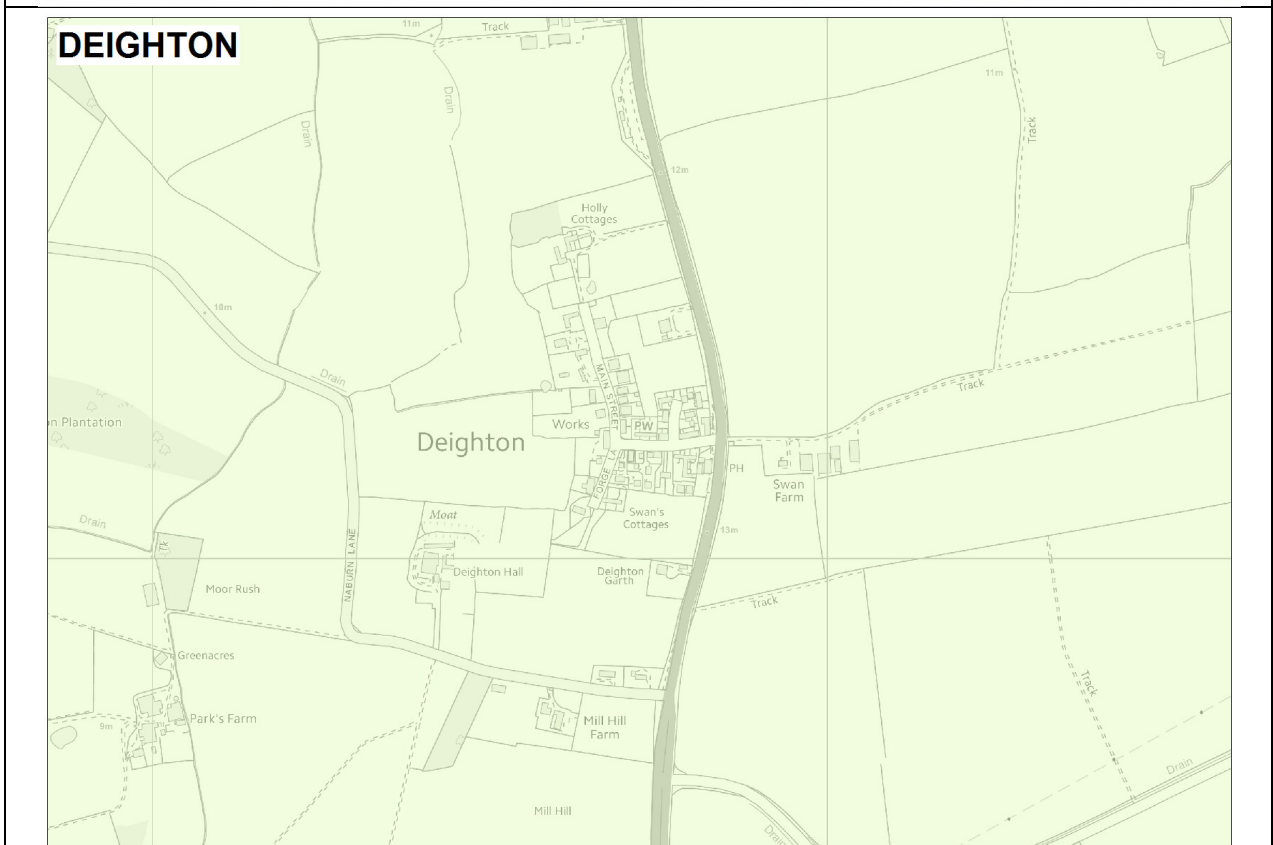 DEIGHTON
11m
Track
Drain
Drain
11m
Track
12m
Holly
Cottages
10m
Drain
Track
MAIN STREET
n Plantation
Works
PW
Deighton
FORGE LA
PH
Swan
Farm
Moat
Swan's
Cottages
Drain
13m
Tk
NABURN LANE
Deighton Hall
Deighton
Garth
Moor Rush
Track
Greenacres
Track
Park's Farm
9m
Mill Hill
Farm
Drain
Mill Hill
Drain